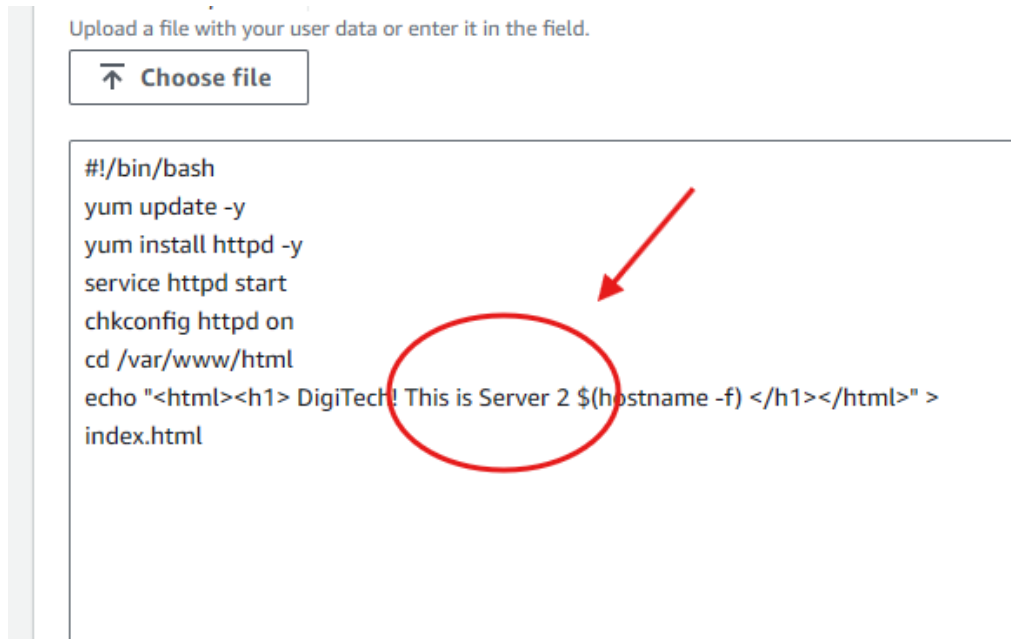 Upload a file with your user data or enter it in the field.
Choose file
#!/bin/bash
yum update -y
yum install httpd -y
service httpd start
chkconfig httpd on
cd /var/www/html
echo "<html><h1> DigiTech! This is Server 2 $(hostname -f) </h1></html>" >
index.html